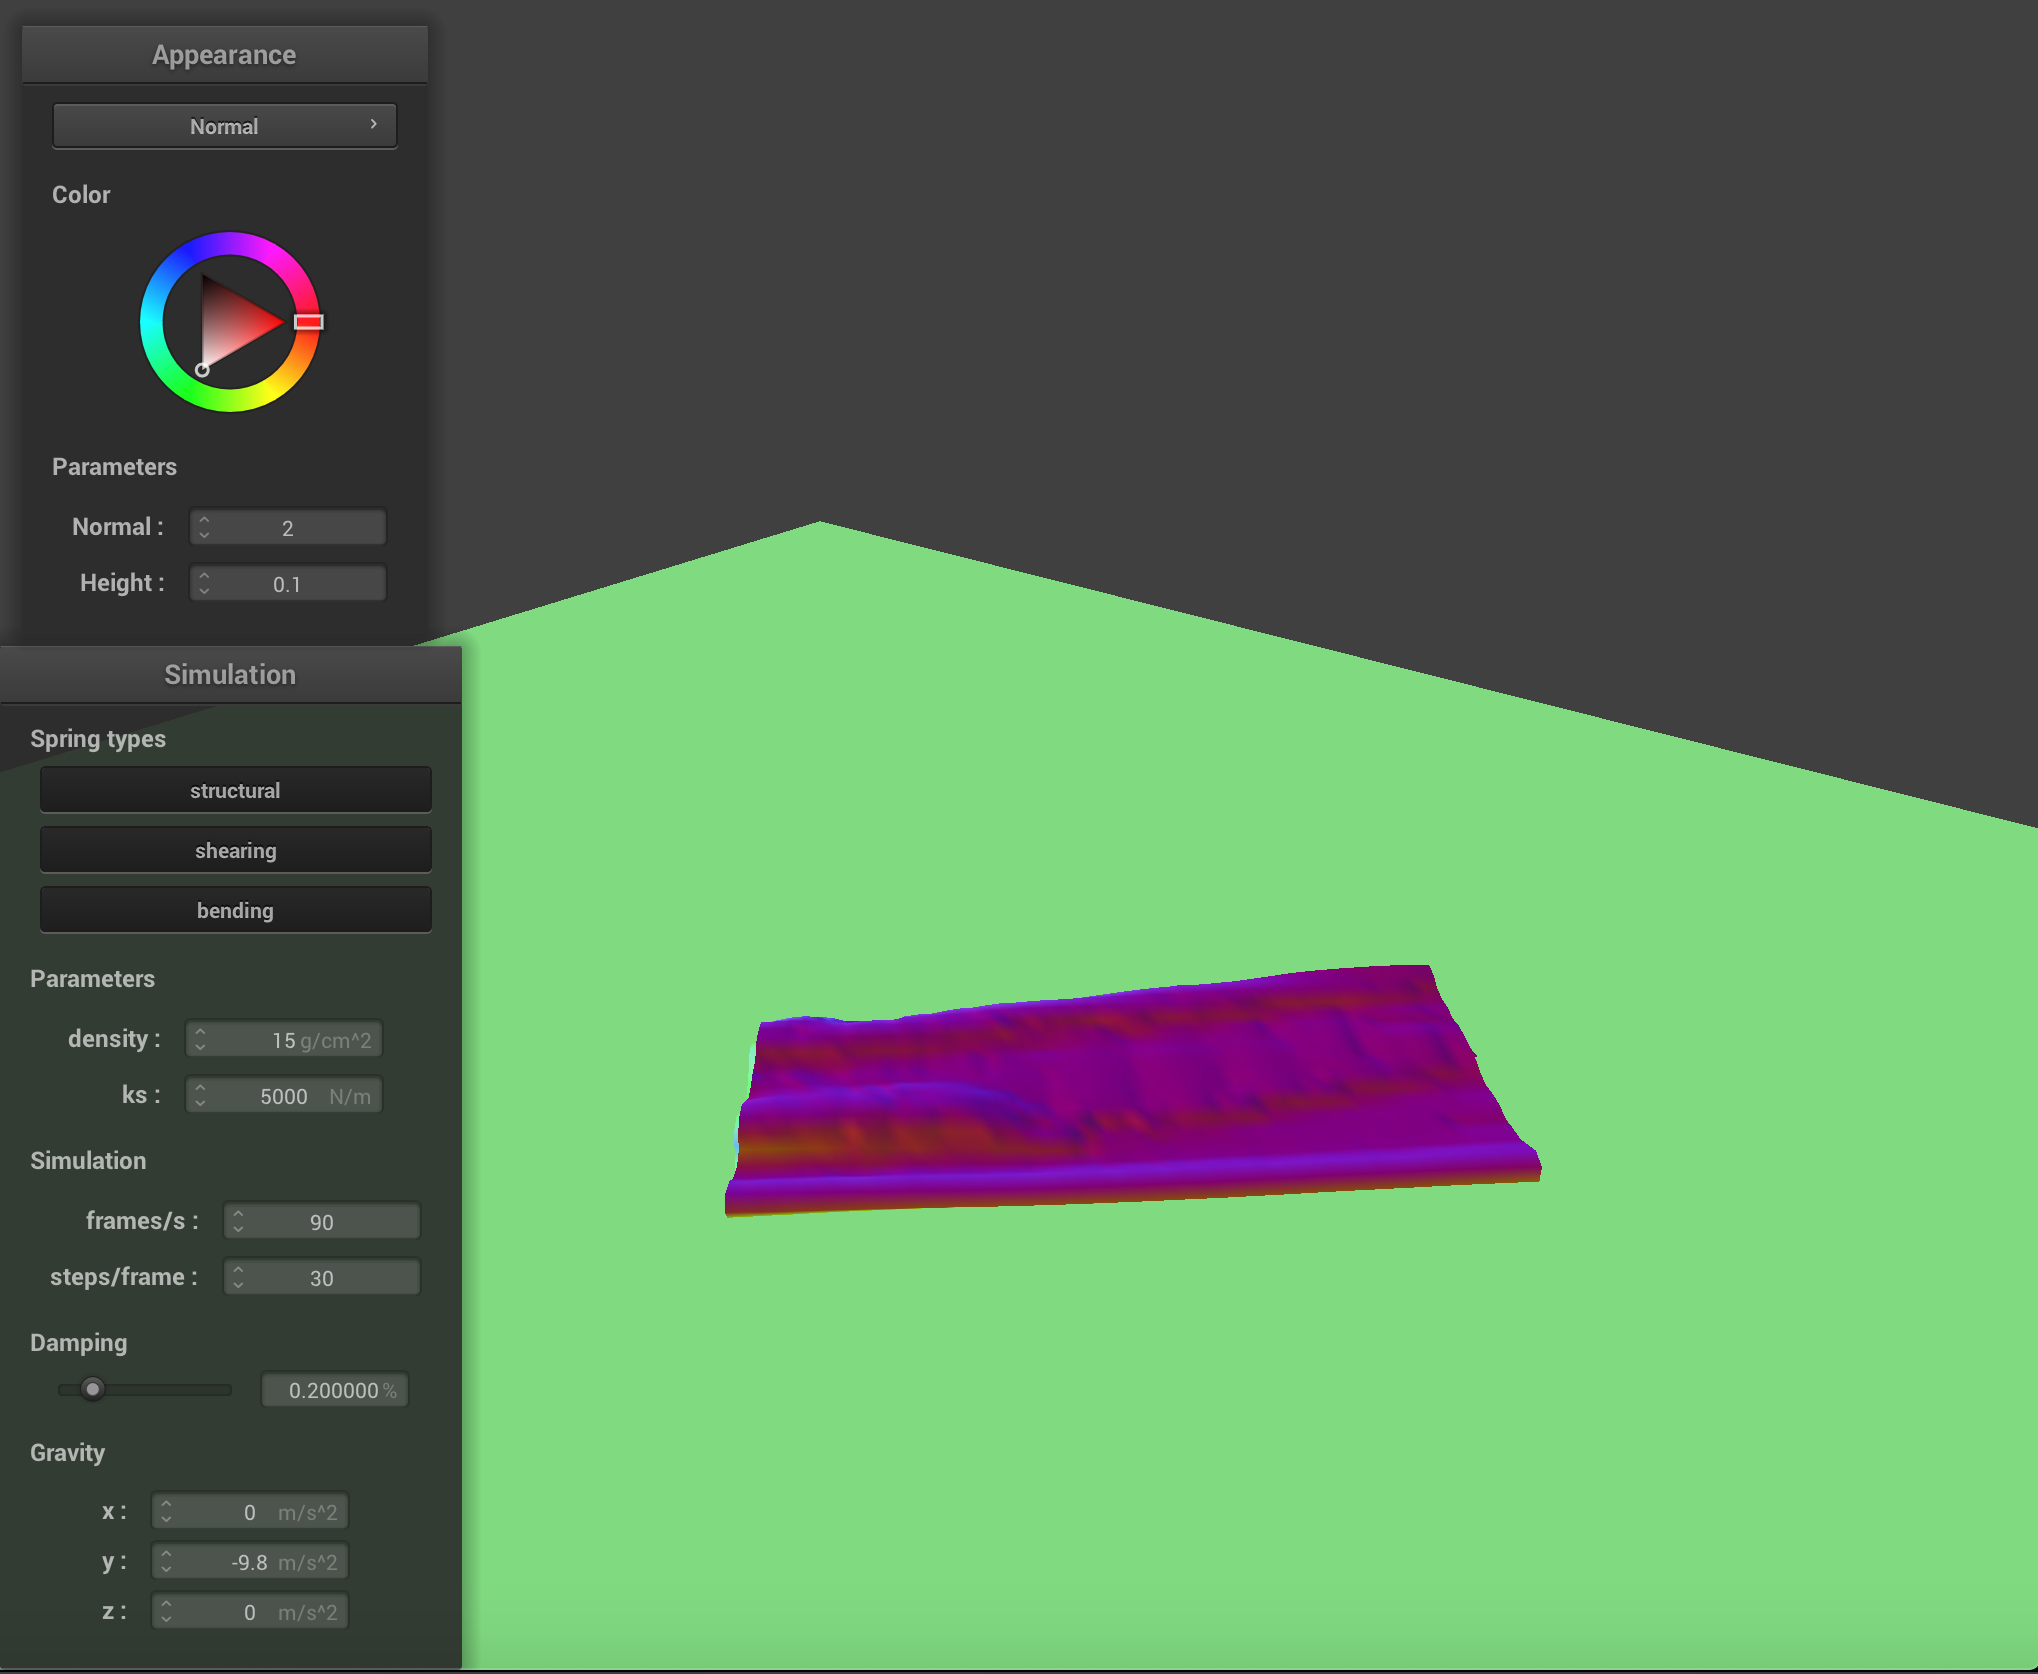 Appearance
Normal
Color
Parameters
Normal : 2
Height : 0.1
Simulation
Spring types
structural
shearing
bending
Parameters
density : 15 g/cm^2
ks : 5000 N/m
Simulation
frames/s : 90
steps/frame : 30
Damping
0.200000 %
Gravity
x : 0 m/s^2
y : -9.8 m/s^2
z : 0 m/s^2